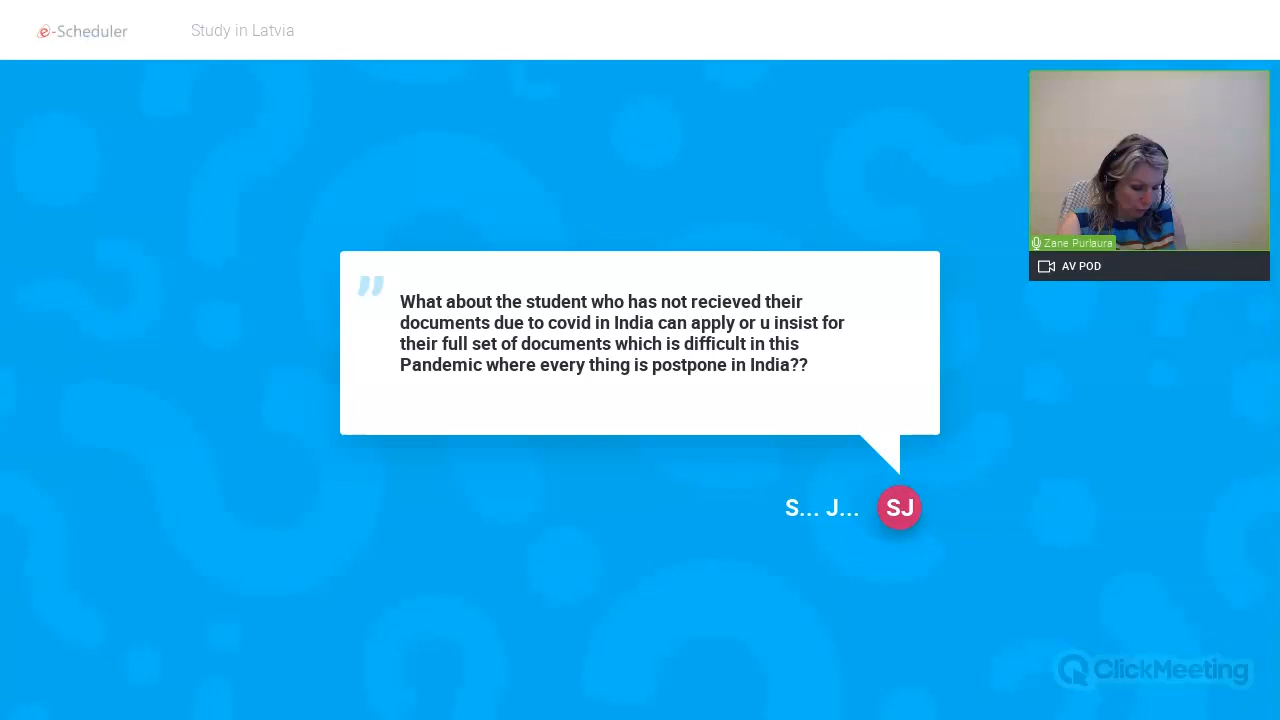 e-Scheduler
Study in Latvia
Zane Purlaura
AV POD
What about the student who has not recieved their
documents due to covid in India can apply or u insist for
their full set of documents which is difficult in this
Pandemic where every thing is postpone in India??
S... J...
SJ
ClickMeeting